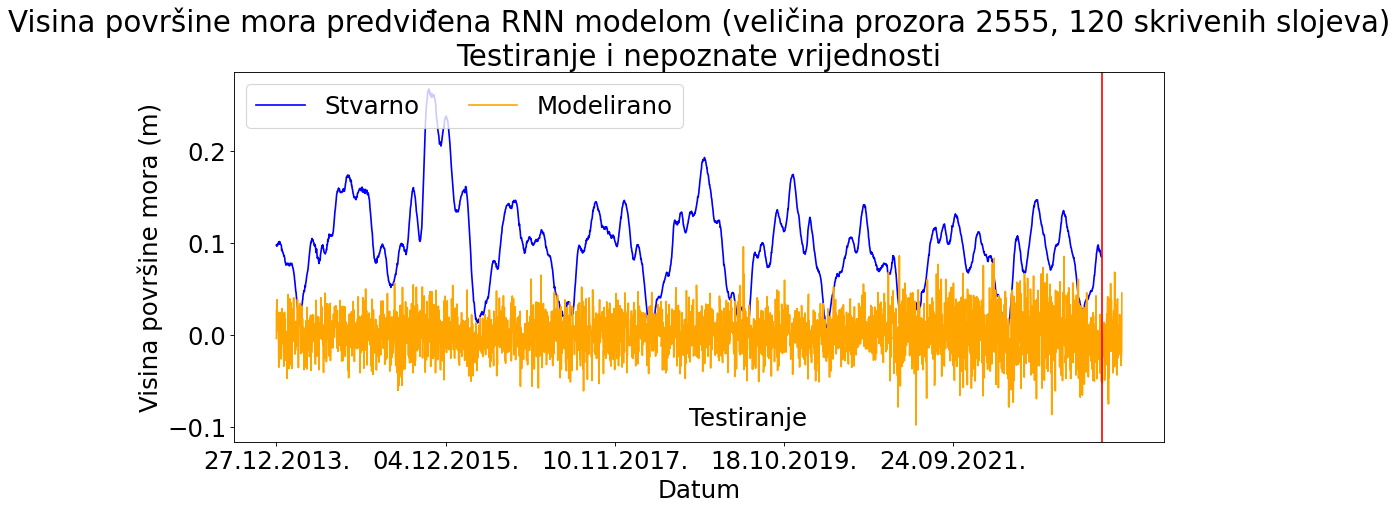 Visina površine mora predviđena RNN modelom (veličina prozora 2555, 120 skrivenih slojeva)
Testiranje i nepoznate vrijednosti
Stvarno Modelirano
Visina površine mora (m)
0.2
0.1
0.0
−0.1
Testiranje
27.12.2013. 04.12.2015. 10.11.2017. 18.10.2019. 24.09.2021.
Datum